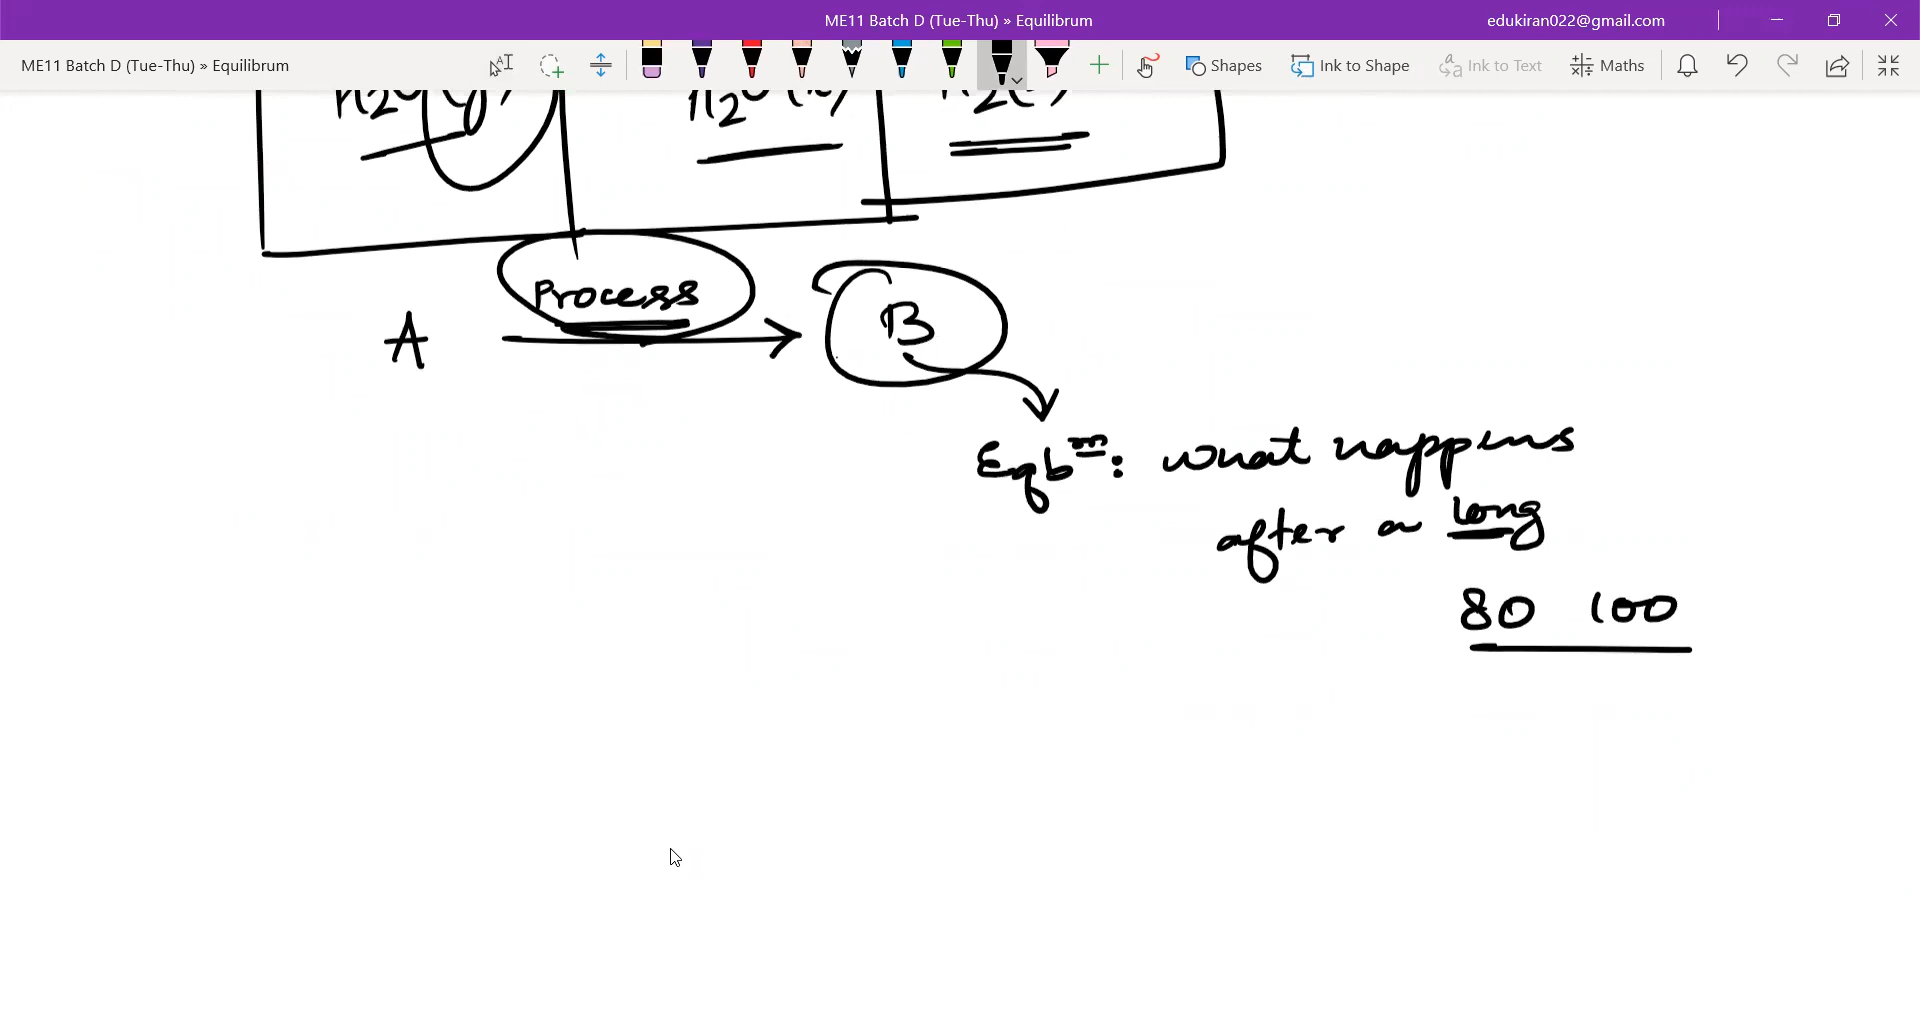 ME11 Batch D (Tue-Thu) » Equilibrum
edukiran022@gmail.com
ME11 Batch D (Tue-Thu) » Equilibrum
Shapes
Ink to Shape
Ink to Text
Maths
Process
A
B
Eqbᵐ: what happens
after a long
80 100